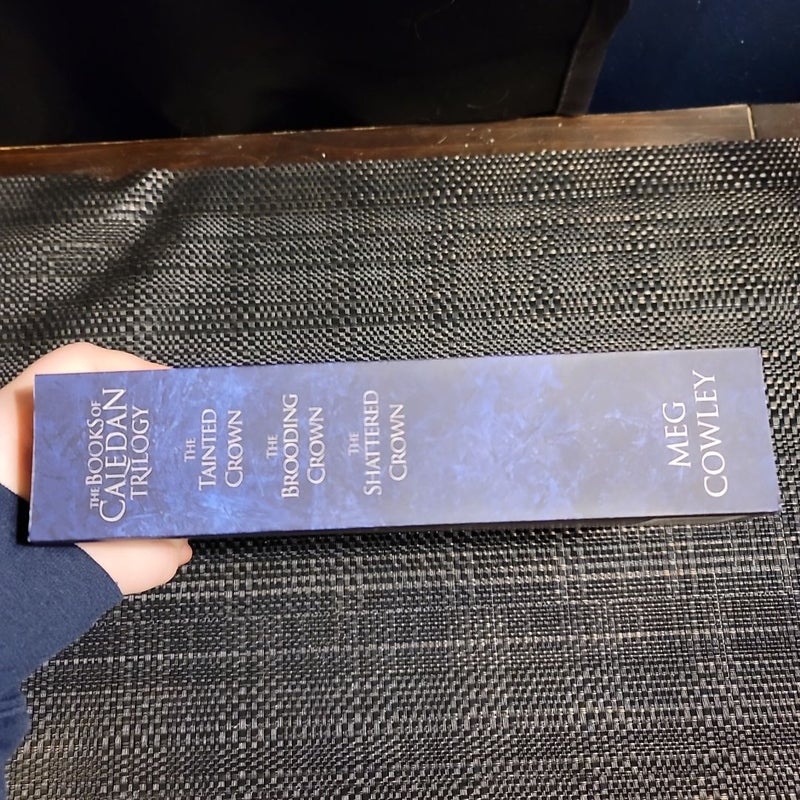 THE BOOKS OF
CALEDAN
TRILOGY
THE
TAINTED
CROWN
THE
BROODING
CROWN
THE
SHATTERED
CROWN
MEG
COWLEY